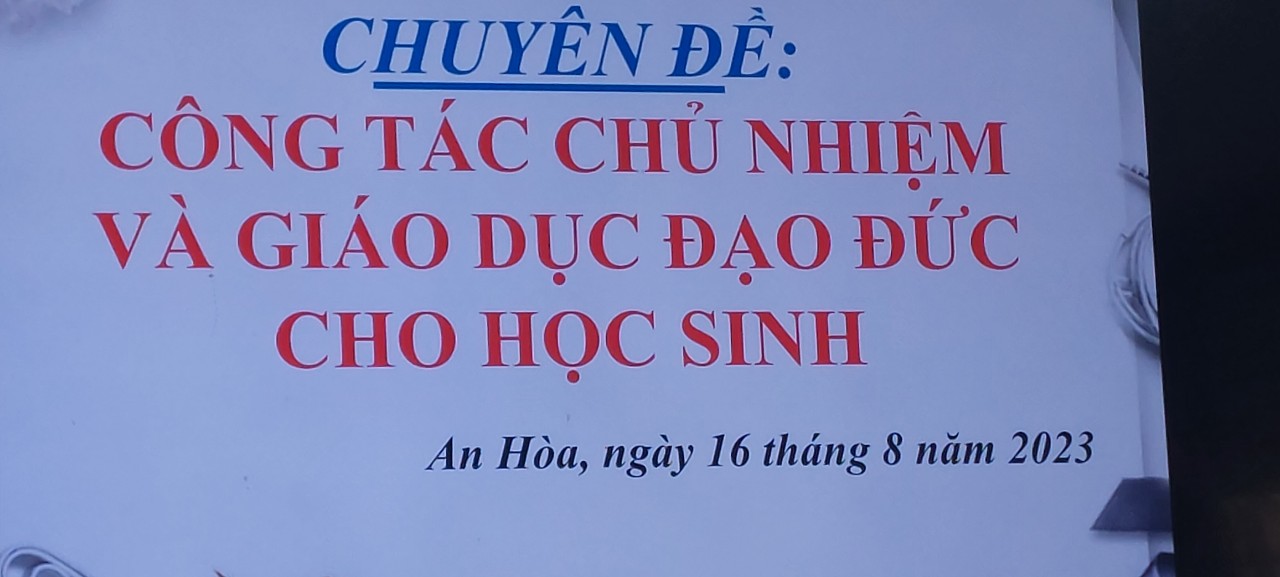 CHUYÊN ĐỀ:
CÔNG TÁC CHỦ NHIỆM
VÀ GIÁO DỤC ĐẠO ĐỨC
CHO HỌC SINH
An Hòa, ngày 16 tháng 8 năm 2023